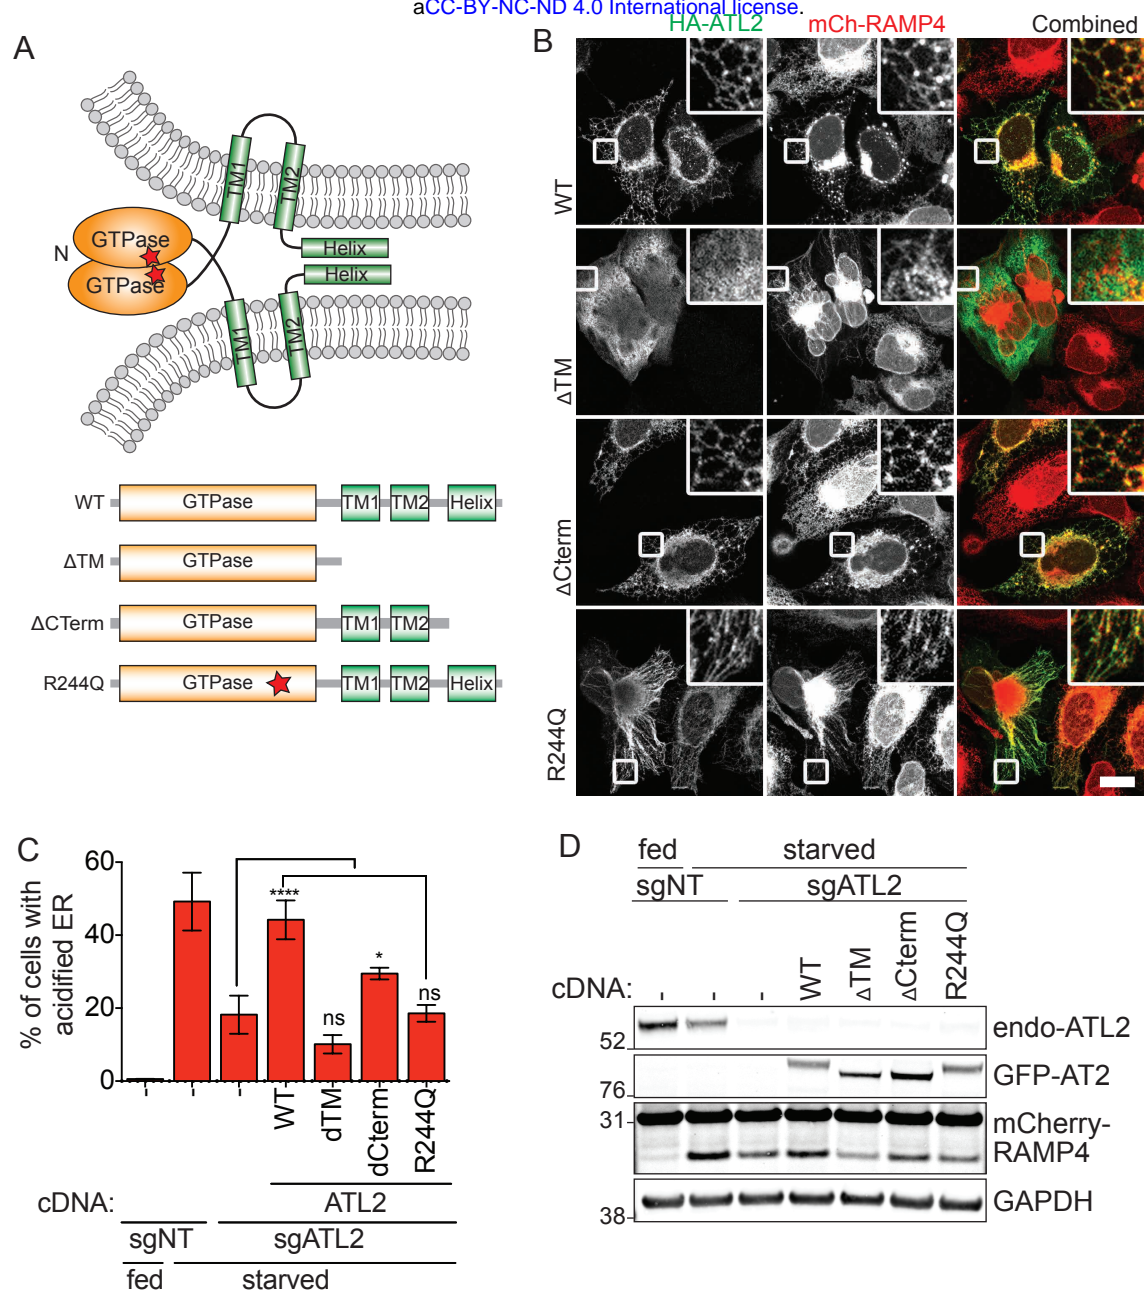 aCC-BY-NC-ND 4.0 International license.
A
TM1
TM2
GTPase
N
GTPase
Helix
Helix
TM1
TM2
WT
GTPase
TM1
TM2
Helix
ΔTM
GTPase
ΔCTerm
GTPase
TM1
TM2
R244Q
GTPase
TM1
TM2
Helix
B
HA-ATL2
mCh-RAMP4
Combined
WT
ΔTM
ΔCterm
R244Q
C
% of cells with
acidified ER
60
40
20
0
****
ns
*
ns
-
-
-
WT
dTM
dCterm
R244Q
cDNA:
ATL2
sgNT
sgATL2
fed
starved
D
fed
starved
sgNT
sgATL2
cDNA:
-
-
-
WT
ΔTM
ΔCterm
R244Q
52
endo-ATL2
76
GFP-AT2
31
mCherry-
RAMP4
38
GAPDH